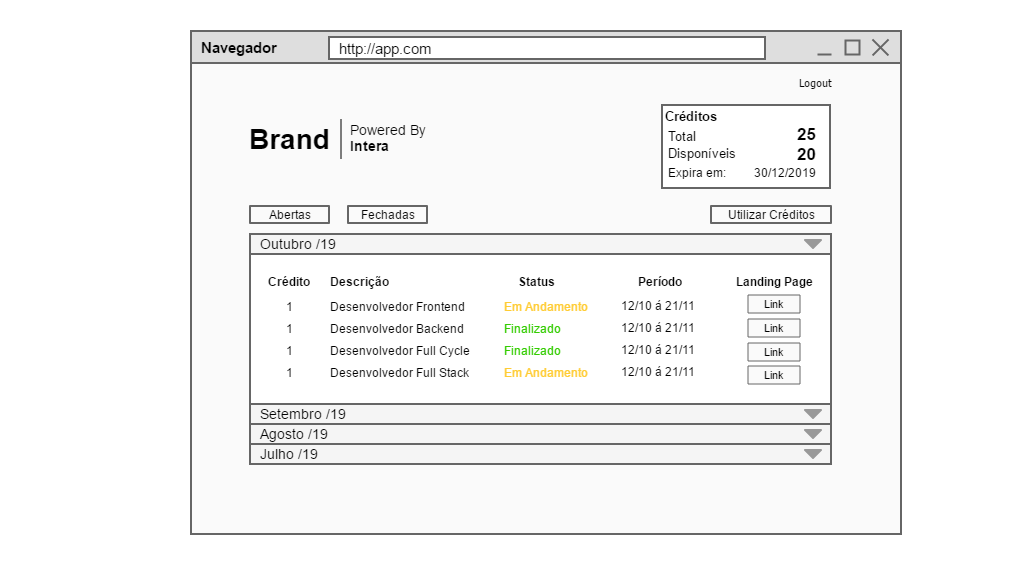 Navegador http://app.com
Logout
Brand
Powered By
Intera
Créditos
Total 25
Disponíveis 20
Expira em: 30/12/2019
Abertas Fechadas Utilizar Créditos
Outubro /19
Crédito Descrição Status Período Landing Page
1 Desenvolvedor Frontend Em Andamento 12/10 á 21/11 Link
1 Desenvolvedor Backend Finalizado 12/10 á 21/11 Link
1 Desenvolvedor Full Cycle Finalizado 12/10 á 21/11 Link
1 Desenvolvedor Full Stack Em Andamento 12/10 á 21/11 Link
Setembro /19
Agosto /19
Julho /19